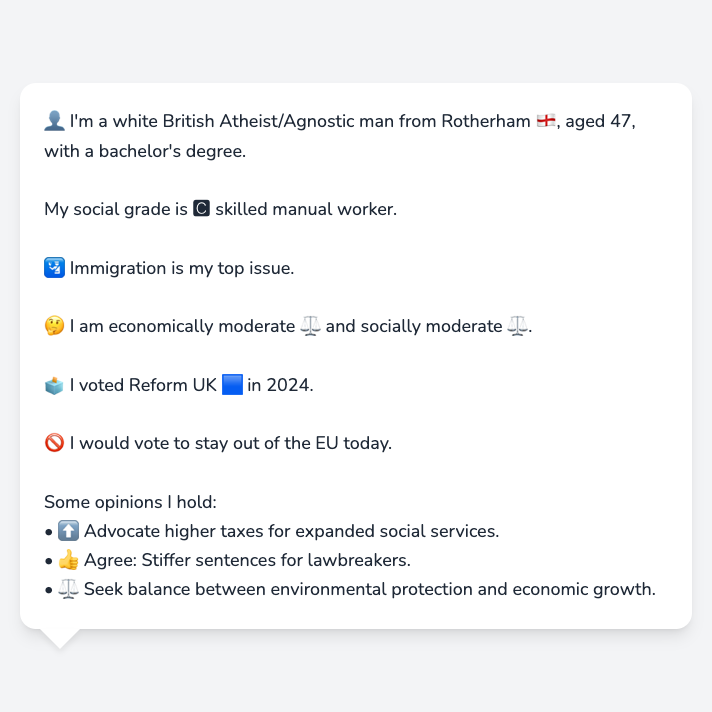 👤 I'm a white British Atheist/Agnostic man from Rotherham 🏴󠁧󠁢󠁥󠁮󠁧󠁿, aged 47,
with a bachelor's degree.
My social grade is 🅲 skilled manual worker.
🛂 Immigration is my top issue.
🤔 I am economically moderate ⚖️ and socially moderate ⚖️.
🗳️ I voted Reform UK 🟦 in 2024.
🚫 I would vote to stay out of the EU today.
Some opinions I hold:
• ⬆️ Advocate higher taxes for expanded social services.
• 👍 Agree: Stiffer sentences for lawbreakers.
• ⚖️ Seek balance between environmental protection and economic growth.